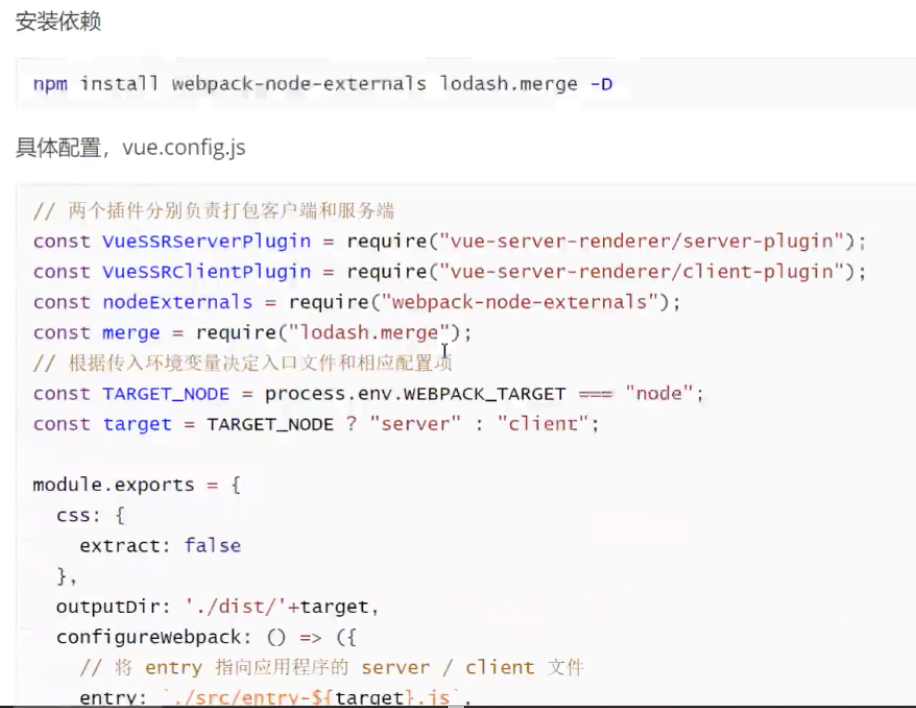 安装依赖
npm install webpack-node-externals lodash.merge -D
具体配置，vue.config.js
// 两个插件分别负责打包客户端和服务端
const VueSSRServerPlugin = require("vue-server-renderer/server-plugin");
const VueSSRClientPlugin = require("vue-server-renderer/client-plugin");
const nodeExternals = require("webpack-node-externals");
const merge = require("lodash.merge");
// 根据传入环境变量决定入口文件和相应配置项
const TARGET_NODE = process.env.WEBPACK_TARGET === "node";
const target = TARGET_NODE ? "server" : "client";
module.exports = {
css: {
extract: false
},
outputDir: './dist/'+target,
configureWebpack: () => ({
// 将 entry 指向应用程序的 server / client 文件
entry: `./src/entry-${target}.js`,